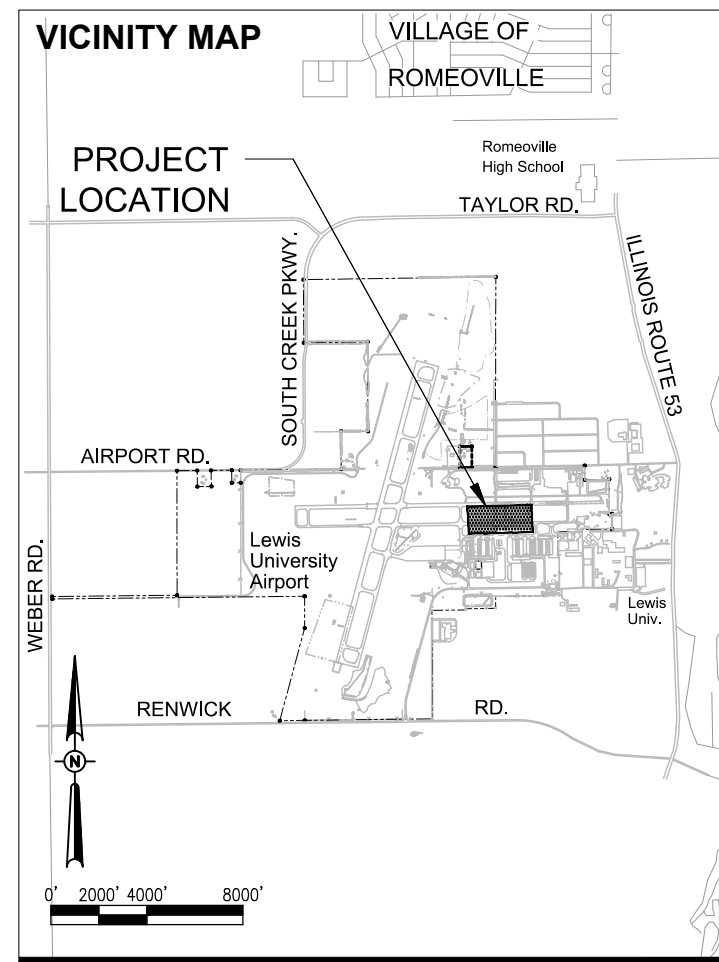 VICINITY MAP
VILLAGE OF
ROMEOVILLE
Romeoville
High School
PROJECT
LOCATION
TAYLOR RD.
SOUTH CREEK PKWY.
ILLINOIS ROUTE 53
AIRPORT RD.
WEBER RD.
Lewis
University
Airport
Lewis
Univ.
RENWICK
RD.
N
0' 2000' 4000' 8000'